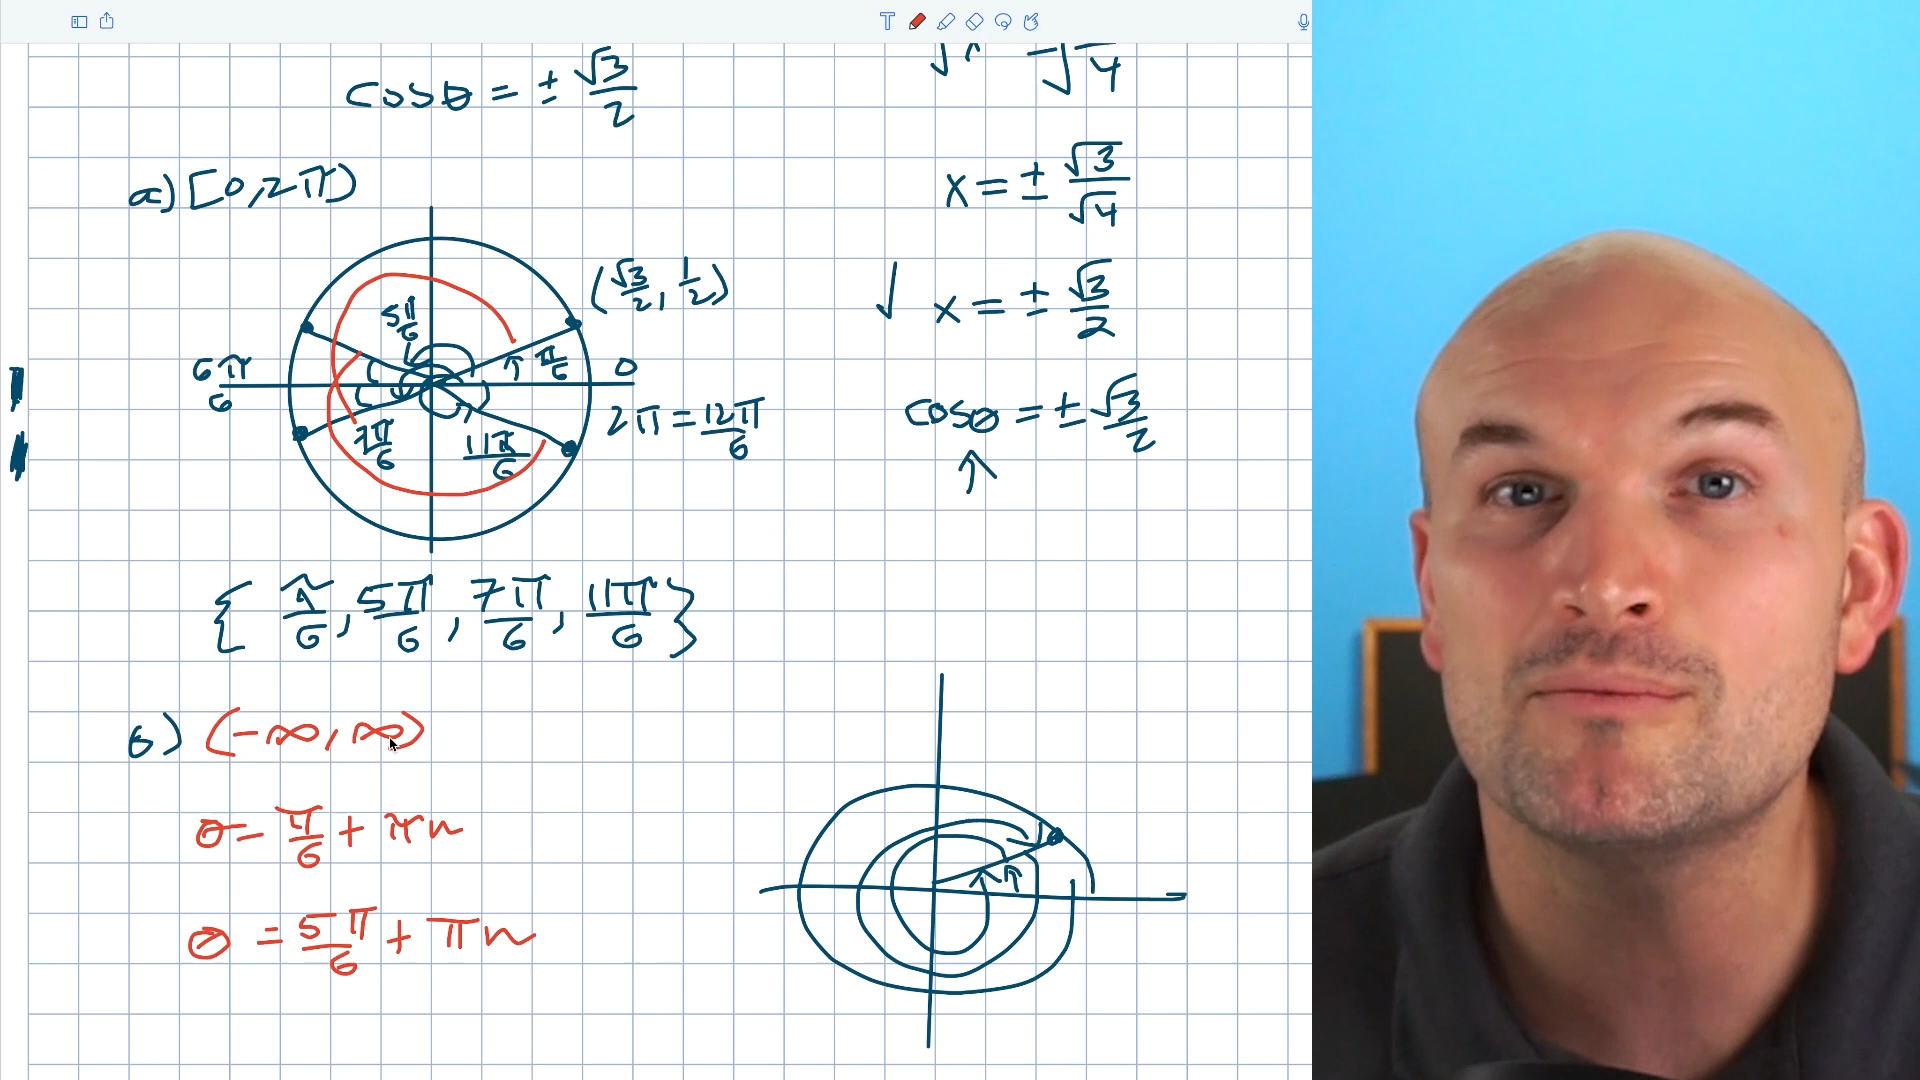 cosθ = ± √3/2
a) [0, 2π)
(√3/2, 1/2)
5π/6
π/6
6π/6
0
2π = 12π/6
7π/6
11π/6
{ π/6, 5π/6, 7π/6, 11π/6 }
b) (-∞, ∞)
θ = π/6 + πn
θ = 5π/6 + πn
x = ± √3/√4
x = ± √3/2
cosθ = ± √3/2